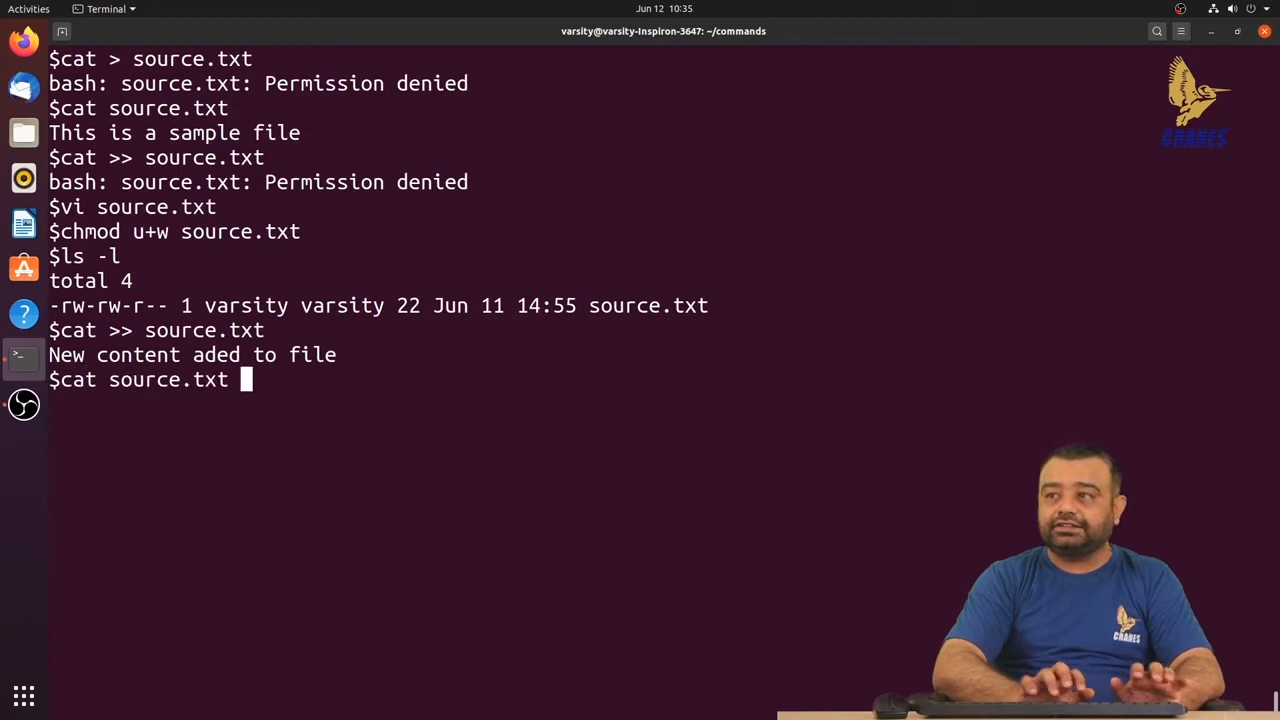 Activities
Terminal
Jun 12 10:35
varsity@varsity-Inspiron-3647: ~/commands
$cat > source.txt
bash: source.txt: Permission denied
$cat source.txt
This is a sample file
$cat >> source.txt
bash: source.txt: Permission denied
$vi source.txt
$chmod u+w source.txt
$ls -l
total 4
-rw-rw-r-- 1 varsity varsity 22 Jun 11 14:55 source.txt
$cat >> source.txt
New content aded to file
$cat source.txt
CRANES
CRANES